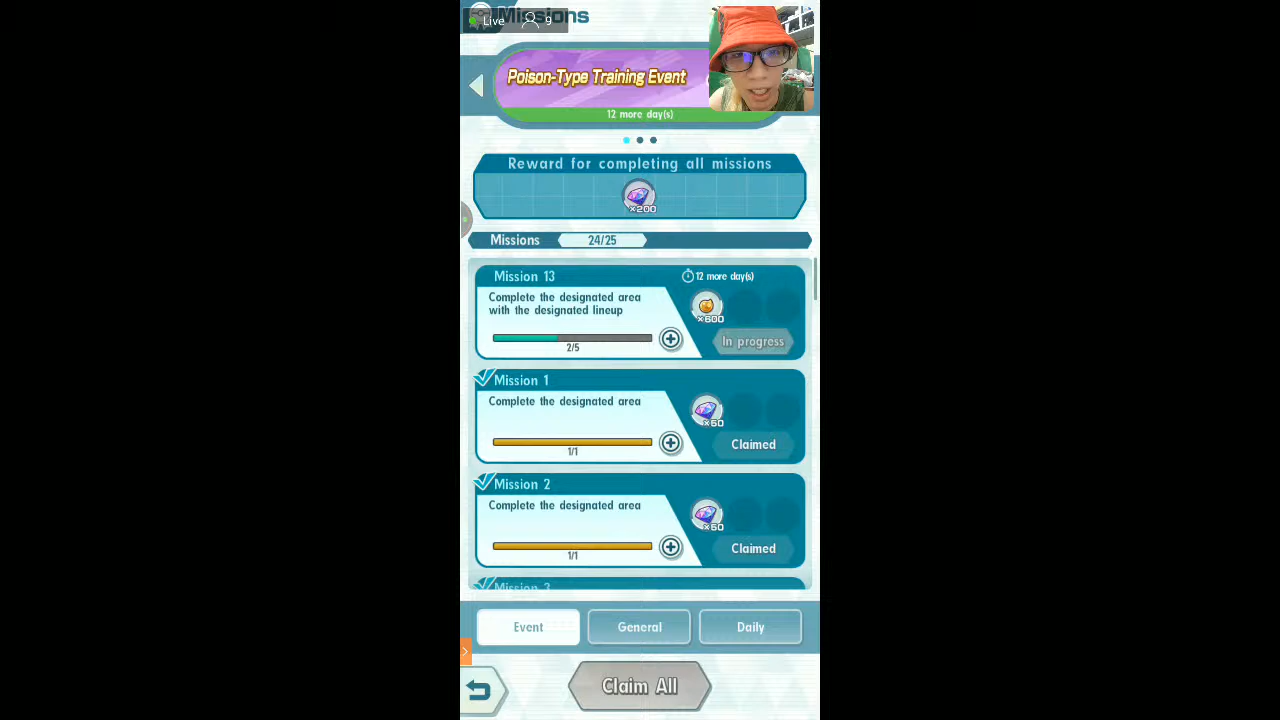 Missions
Live 9
Poison-Type Training Event
12 more day(s)
Reward for completing all missions
×200
Missions 24/25
Mission 13 12 more day(s)
Complete the designated area
with the designated lineup
×600
2/5
In progress
Mission 1
Complete the designated area
×60
1/1
Claimed
Mission 2
Complete the designated area
×60
1/1
Claimed
Mission 3
Event General Daily
Claim All